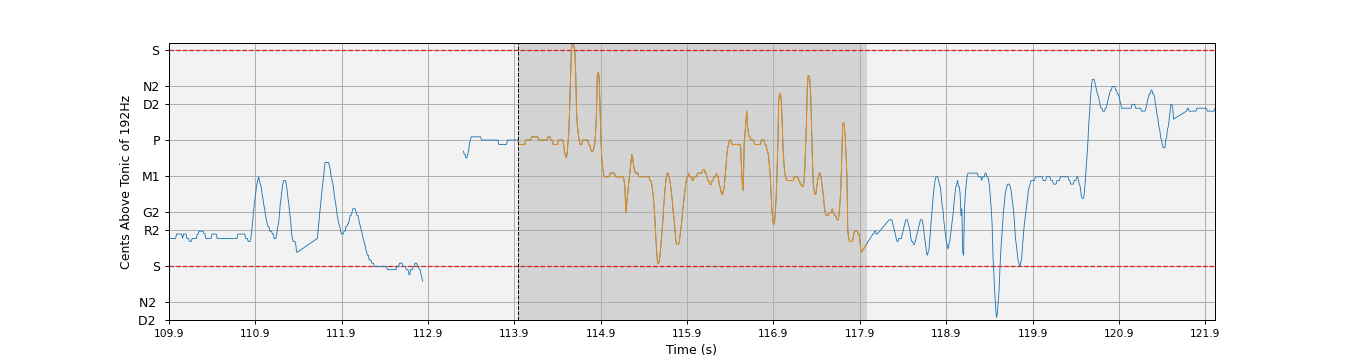 S
N2
D2
P
M1
G2
R2
S
N2
D2
Cents Above Tonic of 192Hz
109.9 110.9 111.9 112.9 113.9 114.9 115.9 116.9 117.9 118.9 119.9 120.9 121.9
Time (s)